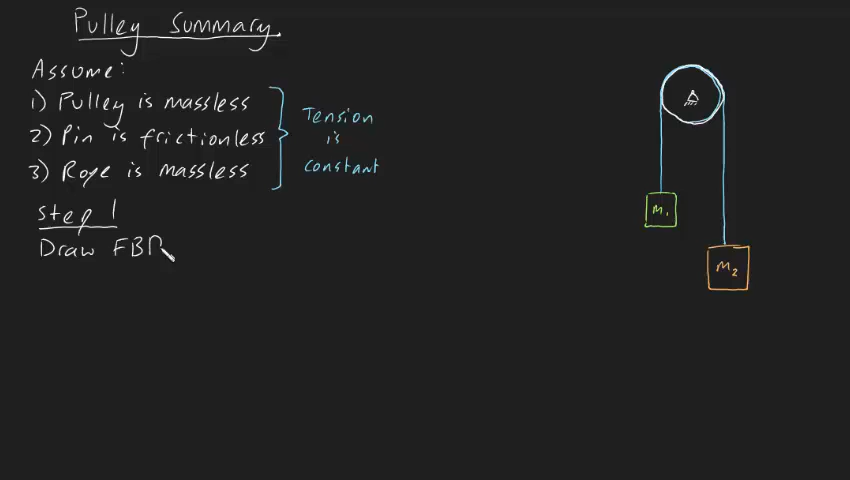 Pulley Summary
Assume:
1) Pulley is massless
2) Pin is frictionless
3) Rope is massless
Tension
is
constant
Step 1
Draw FBD
M1
M2